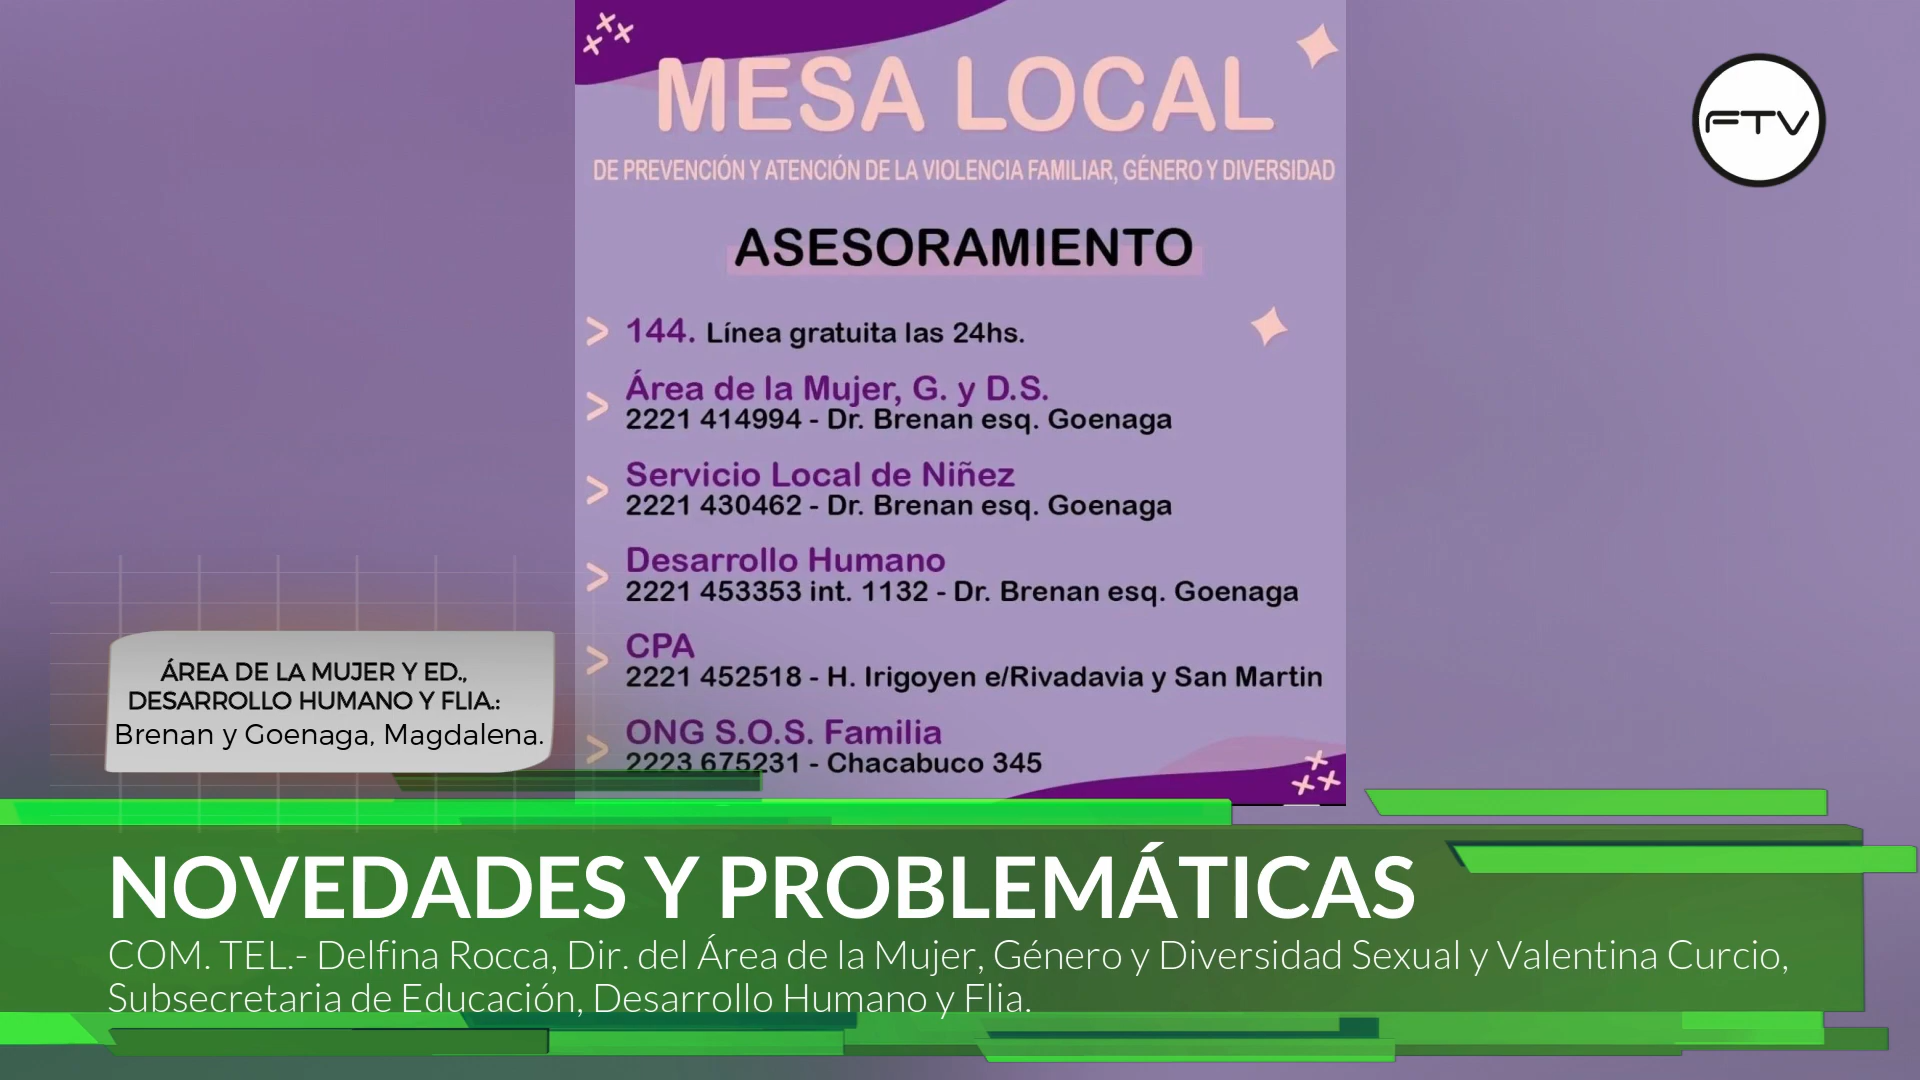 MESA LOCAL
DE PREVENCIÓN Y ATENCIÓN DE LA VIOLENCIA FAMILIAR, GÉNERO Y DIVERSIDAD
FTV
ASESORAMIENTO
> 144. Línea gratuita las 24hs.
> Área de la Mujer, G. y D.S.
2221 414994 - Dr. Brenan esq. Goenaga
> Servicio Local de Niñez
2221 430462 - Dr. Brenan esq. Goenaga
> Desarrollo Humano
2221 453353 int. 1132 - Dr. Brenan esq. Goenaga
> CPA
2221 452518 - H. Irigoyen e/Rivadavia y San Martin
> ONG S.O.S. Familia
2223 675231 - Chacabuco 345
ÁREA DE LA MUJER Y ED.,
DESARROLLO HUMANO Y FLIA.:
Brenan y Goenaga, Magdalena.
NOVEDADES Y PROBLEMÁTICAS
COM. TEL.- Delfina Rocca, Dir. del Área de la Mujer, Género y Diversidad Sexual y Valentina Curcio,
Subsecretaria de Educación, Desarrollo Humano y Flia.